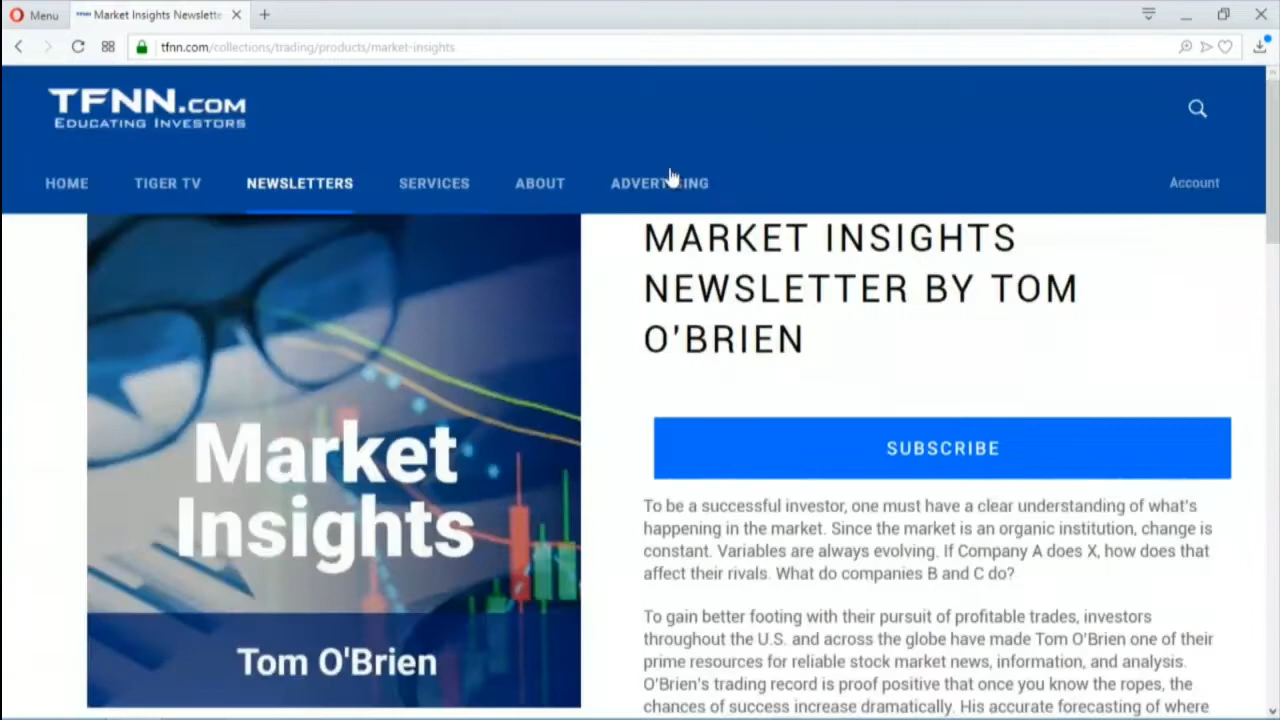 Menu
Market Insights Newslette
tfnn.com/collections/trading/products/market-insights
TFNN.COM
EDUCATING INVESTORS
HOME TIGER TV NEWSLETTERS SERVICES ABOUT ADVERTISING Account
MARKET INSIGHTS
NEWSLETTER BY TOM
O'BRIEN
Market
Insights
Tom O'Brien
SUBSCRIBE
To be a successful investor, one must have a clear understanding of what's
happening in the market. Since the market is an organic institution, change is
constant. Variables are always evolving. If Company A does X, how does that
affect their rivals. What do companies B and C do?
To gain better footing with their pursuit of profitable trades, investors
throughout the U.S. and across the globe have made Tom O'Brien one of their
prime resources for reliable stock market news, information, and analysis.
O'Brien's trading record is proof positive that once you know the ropes, the
chances of success increase dramatically. His accurate forecasting of where